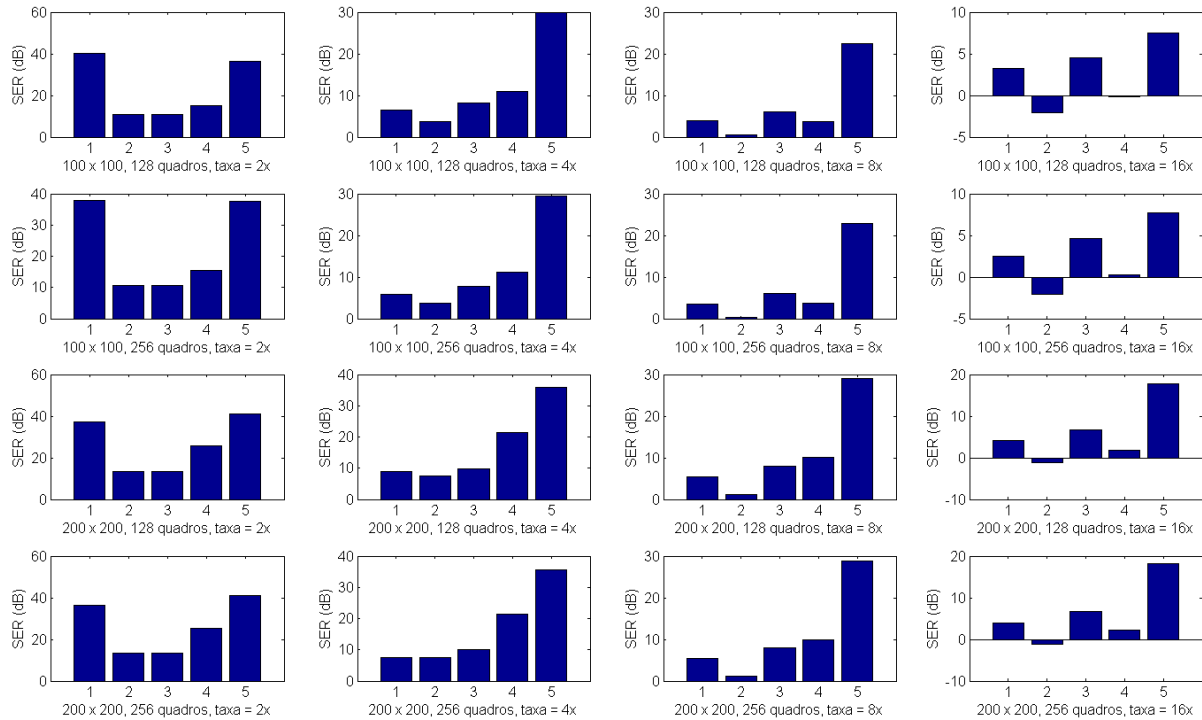 SER (dB)
60
40
20
0
1 2 3 4 5
100 x 100, 128 quadros, taxa = 2x
SER (dB)
30
20
10
0
1 2 3 4 5
100 x 100, 128 quadros, taxa = 4x
SER (dB)
30
20
10
0
1 2 3 4 5
100 x 100, 128 quadros, taxa = 8x
SER (dB)
10
5
0
-5
1 2 3 4 5
100 x 100, 128 quadros, taxa = 16x
SER (dB)
40
30
20
10
0
1 2 3 4 5
100 x 100, 256 quadros, taxa = 2x
SER (dB)
30
20
10
0
1 2 3 4 5
100 x 100, 256 quadros, taxa = 4x
SER (dB)
30
20
10
0
1 2 3 4 5
100 x 100, 256 quadros, taxa = 8x
SER (dB)
10
5
0
-5
1 2 3 4 5
100 x 100, 256 quadros, taxa = 16x
SER (dB)
60
40
20
0
1 2 3 4 5
200 x 200, 128 quadros, taxa = 2x
SER (dB)
40
30
20
10
0
1 2 3 4 5
200 x 200, 128 quadros, taxa = 4x
SER (dB)
30
20
10
0
1 2 3 4 5
200 x 200, 128 quadros, taxa = 8x
SER (dB)
20
10
0
-10
1 2 3 4 5
200 x 200, 128 quadros, taxa = 16x
SER (dB)
60
40
20
0
1 2 3 4 5
200 x 200, 256 quadros, taxa = 2x
SER (dB)
40
30
20
10
0
1 2 3 4 5
200 x 200, 256 quadros, taxa = 4x
SER (dB)
30
20
10
0
1 2 3 4 5
200 x 200, 256 quadros, taxa = 8x
SER (dB)
20
10
0
-10
1 2 3 4 5
200 x 200, 256 quadros, taxa = 16x